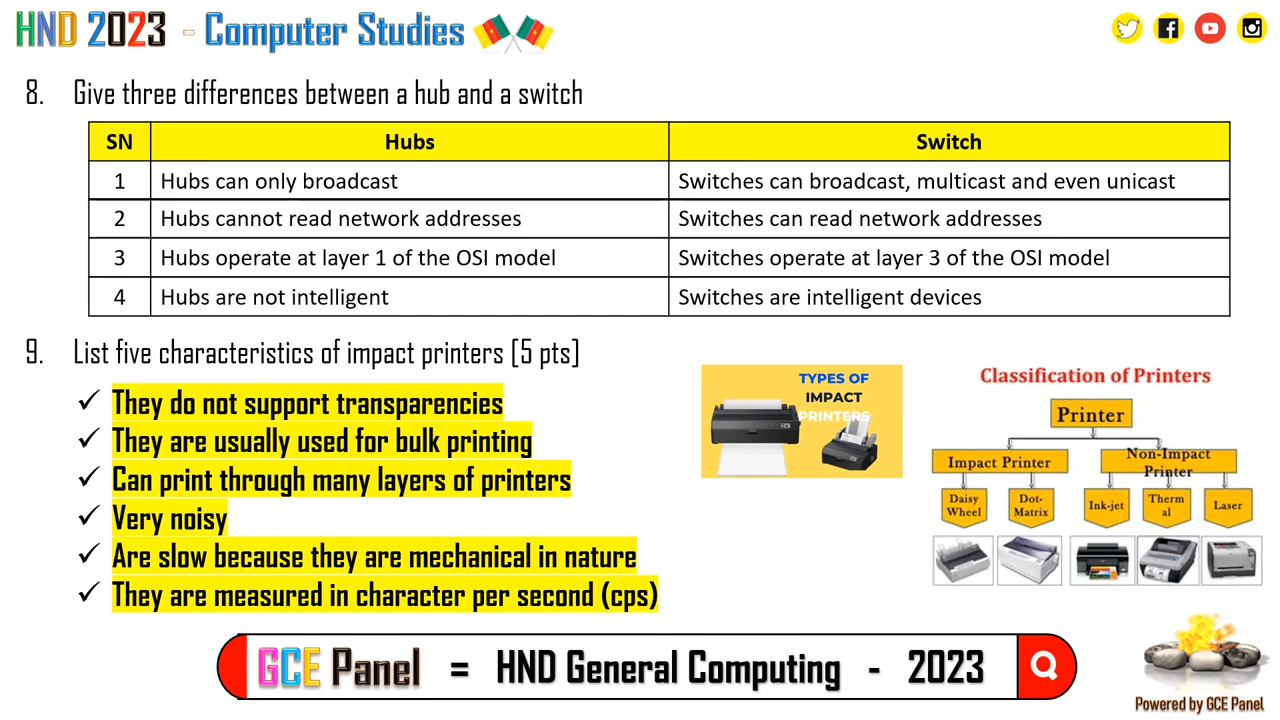 HND 2023 - Computer Studies
8. Give three differences between a hub and a switch
SN Hubs Switch
1 Hubs can only broadcast Switches can broadcast, multicast and even unicast
2 Hubs cannot read network addresses Switches can read network addresses
3 Hubs operate at layer 1 of the OSI model Switches operate at layer 3 of the OSI model
4 Hubs are not intelligent Switches are intelligent devices
9. List five characteristics of impact printers [5 pts]
✓ They do not support transparencies
✓ They are usually used for bulk printing
✓ Can print through many layers of printers
✓ Very noisy
✓ Are slow because they are mechanical in nature
✓ They are measured in character per second (cps)
TYPES OF
IMPACT
PRINTERS
Classification of Printers
Printer
Impact Printer
Non-Impact
Printer
Daisy
Wheel
Dot-
Matrix
Ink-jet
Therm
al
Laser
GCE Panel = HND General Computing - 2023
Powered by GCE Panel